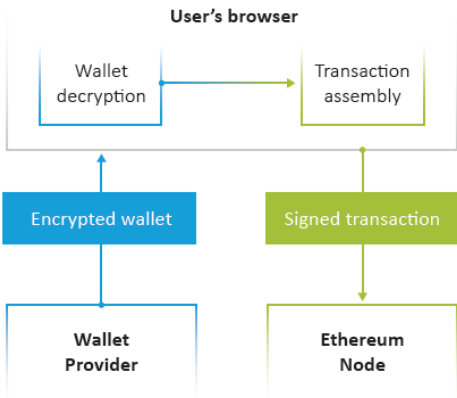 User's browser
Wallet
decryption
Transaction
assembly
Encrypted wallet
Signed transaction
Wallet
Provider
Ethereum
Node